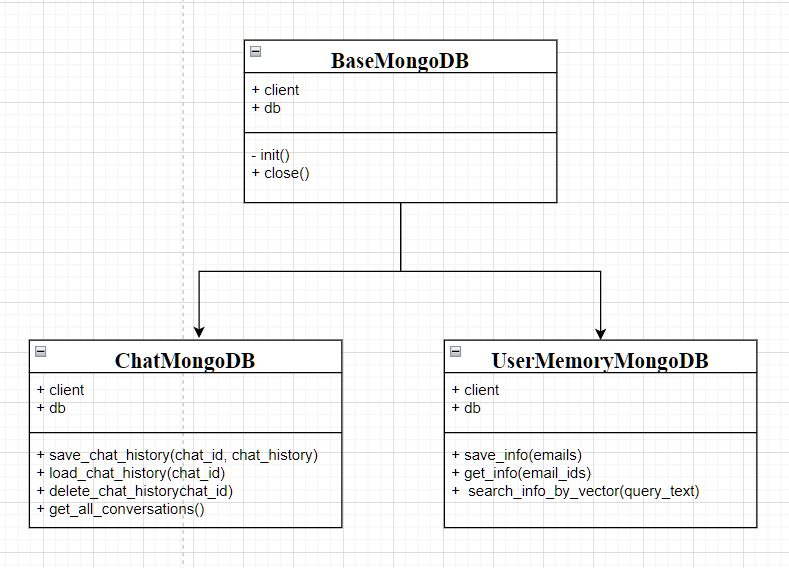 BaseMongoDB
+ client
+ db
- init()
+ close()
ChatMongoDB
+ client
+ db
+ save_chat_history(chat_id, chat_history)
+ load_chat_history(chat_id)
+ delete_chat_historychat_id)
+ get_all_conversations()
UserMemoryMongoDB
+ client
+ db
+ save_info(emails)
+ get_info(email_ids)
+ search_info_by_vector(query_text)